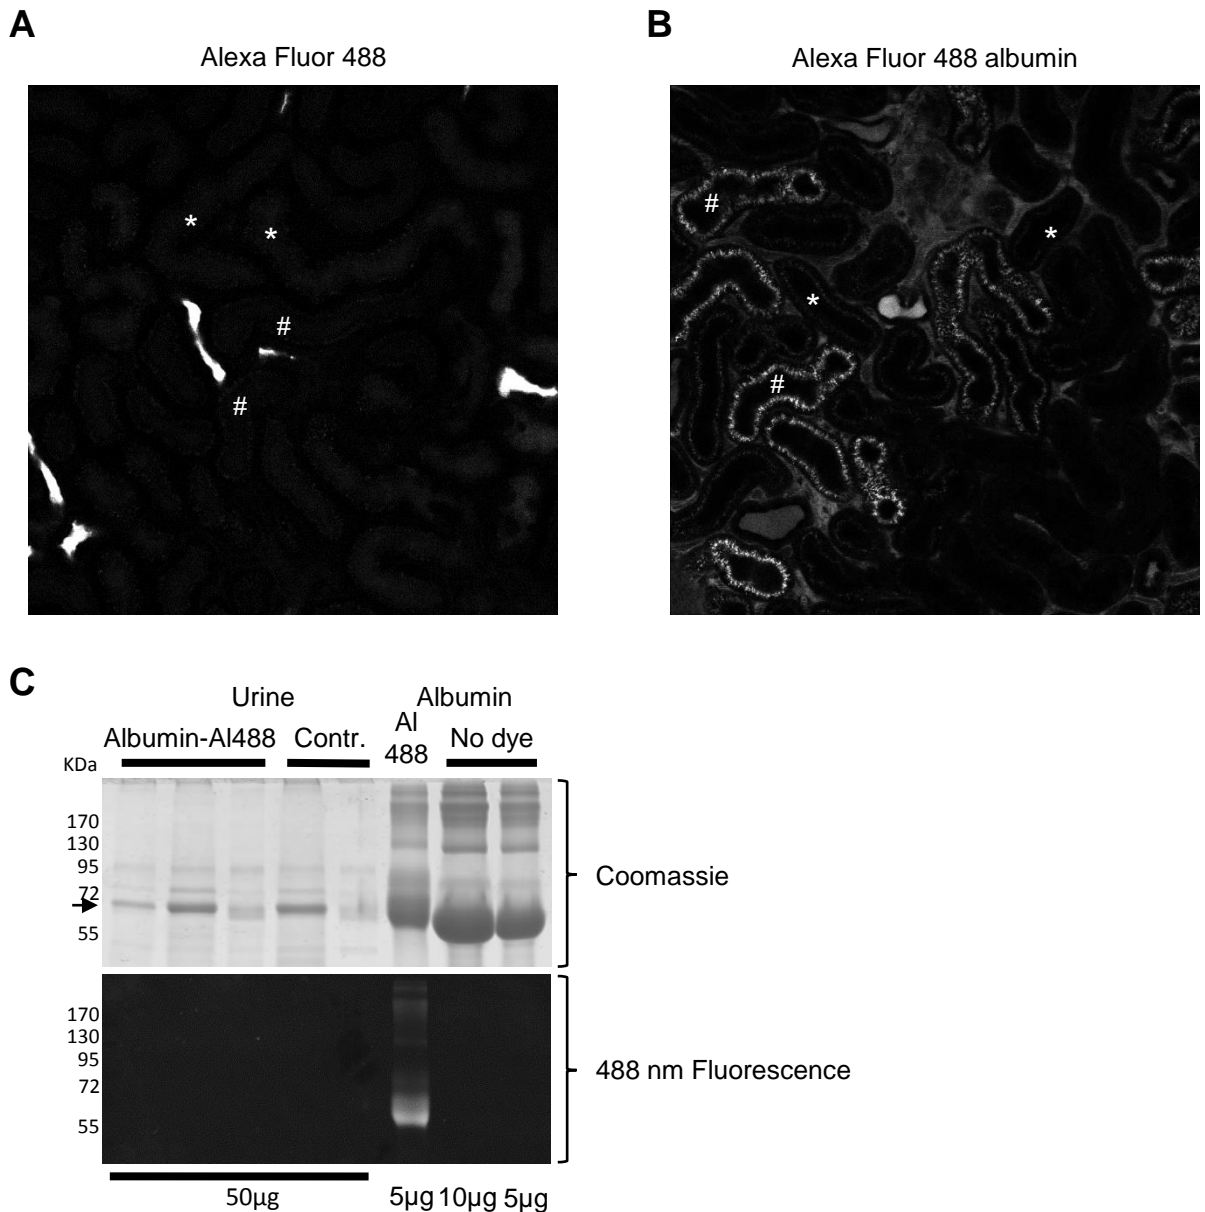 A
Alexa Fluor 488
*
*
#
#
B
Alexa Fluor 488 albumin
#
*
*
#
C
Urine
Albumin
Albumin-Al488
Contr.
Al
488
No dye
KDa
170
130
95
72
55
Coomassie
170
130
95
72
55
488 nm Fluorescence
50µg
5µg
10µg
5µg